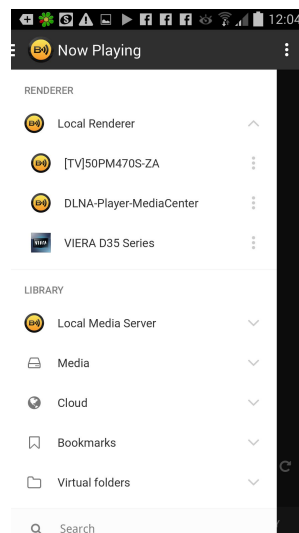 12:04
Now Playing
RENDERER
Local Renderer
[TV]50PM470S-ZA
DLNA-Player-MediaCenter
VIERA
VIERA D35 Series
LIBRARY
Local Media Server
Media
Cloud
Bookmarks
Virtual folders
Search